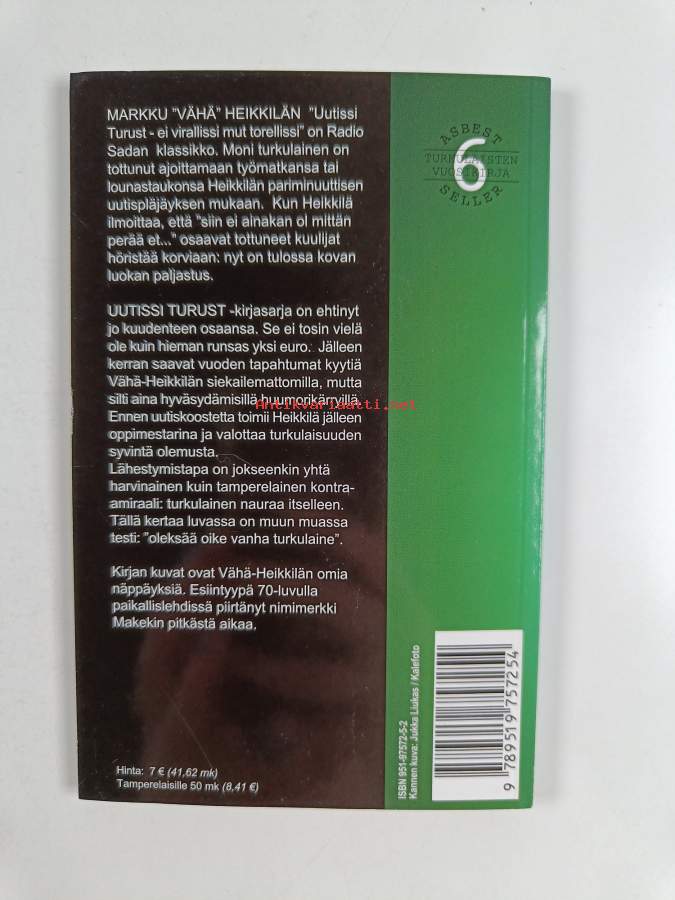 MARKKU "VÄHÄ" HEIKKILÄN "Uutissi
Turust - ei virallissi mut torellissi" on Radio
Sadan klassikko. Moni turkulainen on
tottunut ajoittamaan työmatkansa tai
lounastaukonsa Heikkilän pariminuuttisen
uutispläjäyksen mukaan. Kun Heikkilä
ilmoittaa, että "siin ei ainakan ol mittän
perää et..." osaavat tottuneet kuulijat
höristää korviaan: nyt on tulossa kovan
luokan paljastus.
UUTISSI TURUST -kirjasarja on ehtinyt
jo kuudenteen osaansa. Se ei tosin vielä
ole kuin hieman runsas yksi euro. Jälleen
kerran saavat vuoden tapahtumat kyytiä
Vähä-Heikkilän siekailemattomilla, mutta
silti aina hyväsydämisillä huumorikärryillä.
Ennen uutiskoostetta toimii Heikkilä jälleen
oppimestarina ja valottaa turkulaisuuden
syvintä olemusta.
Lähestymistapa on jokseenkin yhtä
harvinainen kuin tamperelainen kontra-
amiraali: turkulainen nauraa itselleen.
Tällä kertaa luvassa on muun muassa
testi: "oleksää oike vanha turkulaine".
Kirjan kuvat ovat Vähä-Heikkilän omia
näppäyksiä. Esiintyypä 70-luvulla
paikallislehdissä piirtänyt nimimerkki
Makekin pitkästä aikaa.
Hinta: 7 € (41,62 mk)
Tamperelaisille 50 mk (8,41 €)
ASBEST
TURKULAISTEN
6
VUOSIKIRJA
SELLER
ISBN 951-97572-5-2
Kannen kuva: Jukka Liukas / Kalefoto
9 789519 757254
Antikvariaatti.net